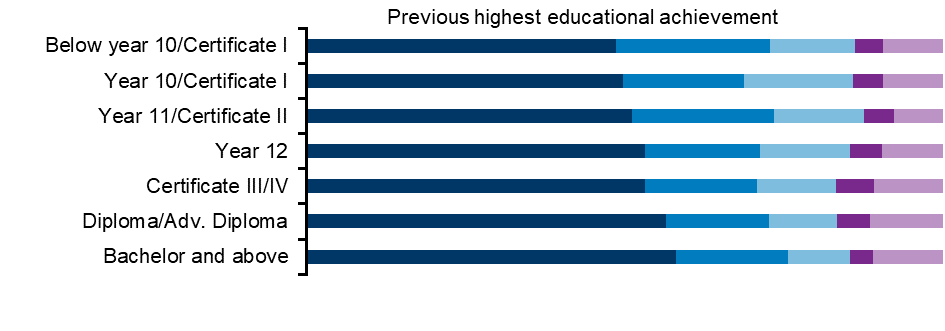 Previous highest educational achievement
Below year 10/Certificate I
Year 10/Certificate I
Year 11/Certificate II
Year 12
Certificate III/IV
Diploma/Adv. Diploma
Bachelor and above